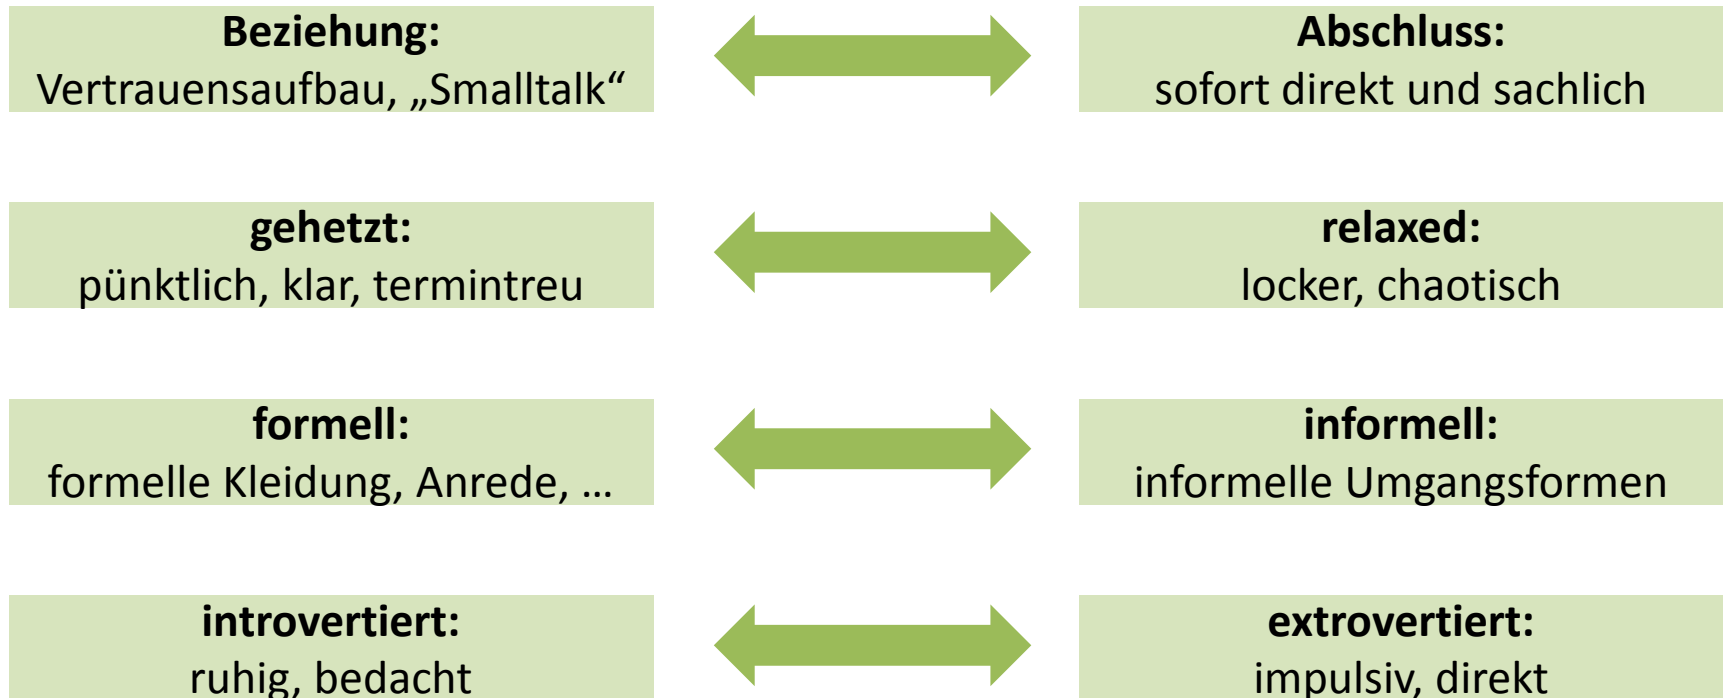 Beziehung:
Vertrauensaufbau, „Smalltalk“
Abschluss:
sofort direkt und sachlich
gehetzt:
pünktlich, klar, termintreu
relaxed:
locker, chaotisch
formell:
formelle Kleidung, Anrede, …
informell:
informelle Umgangsformen
introvertiert:
ruhig, bedacht
extrovertiert:
impulsiv, direkt